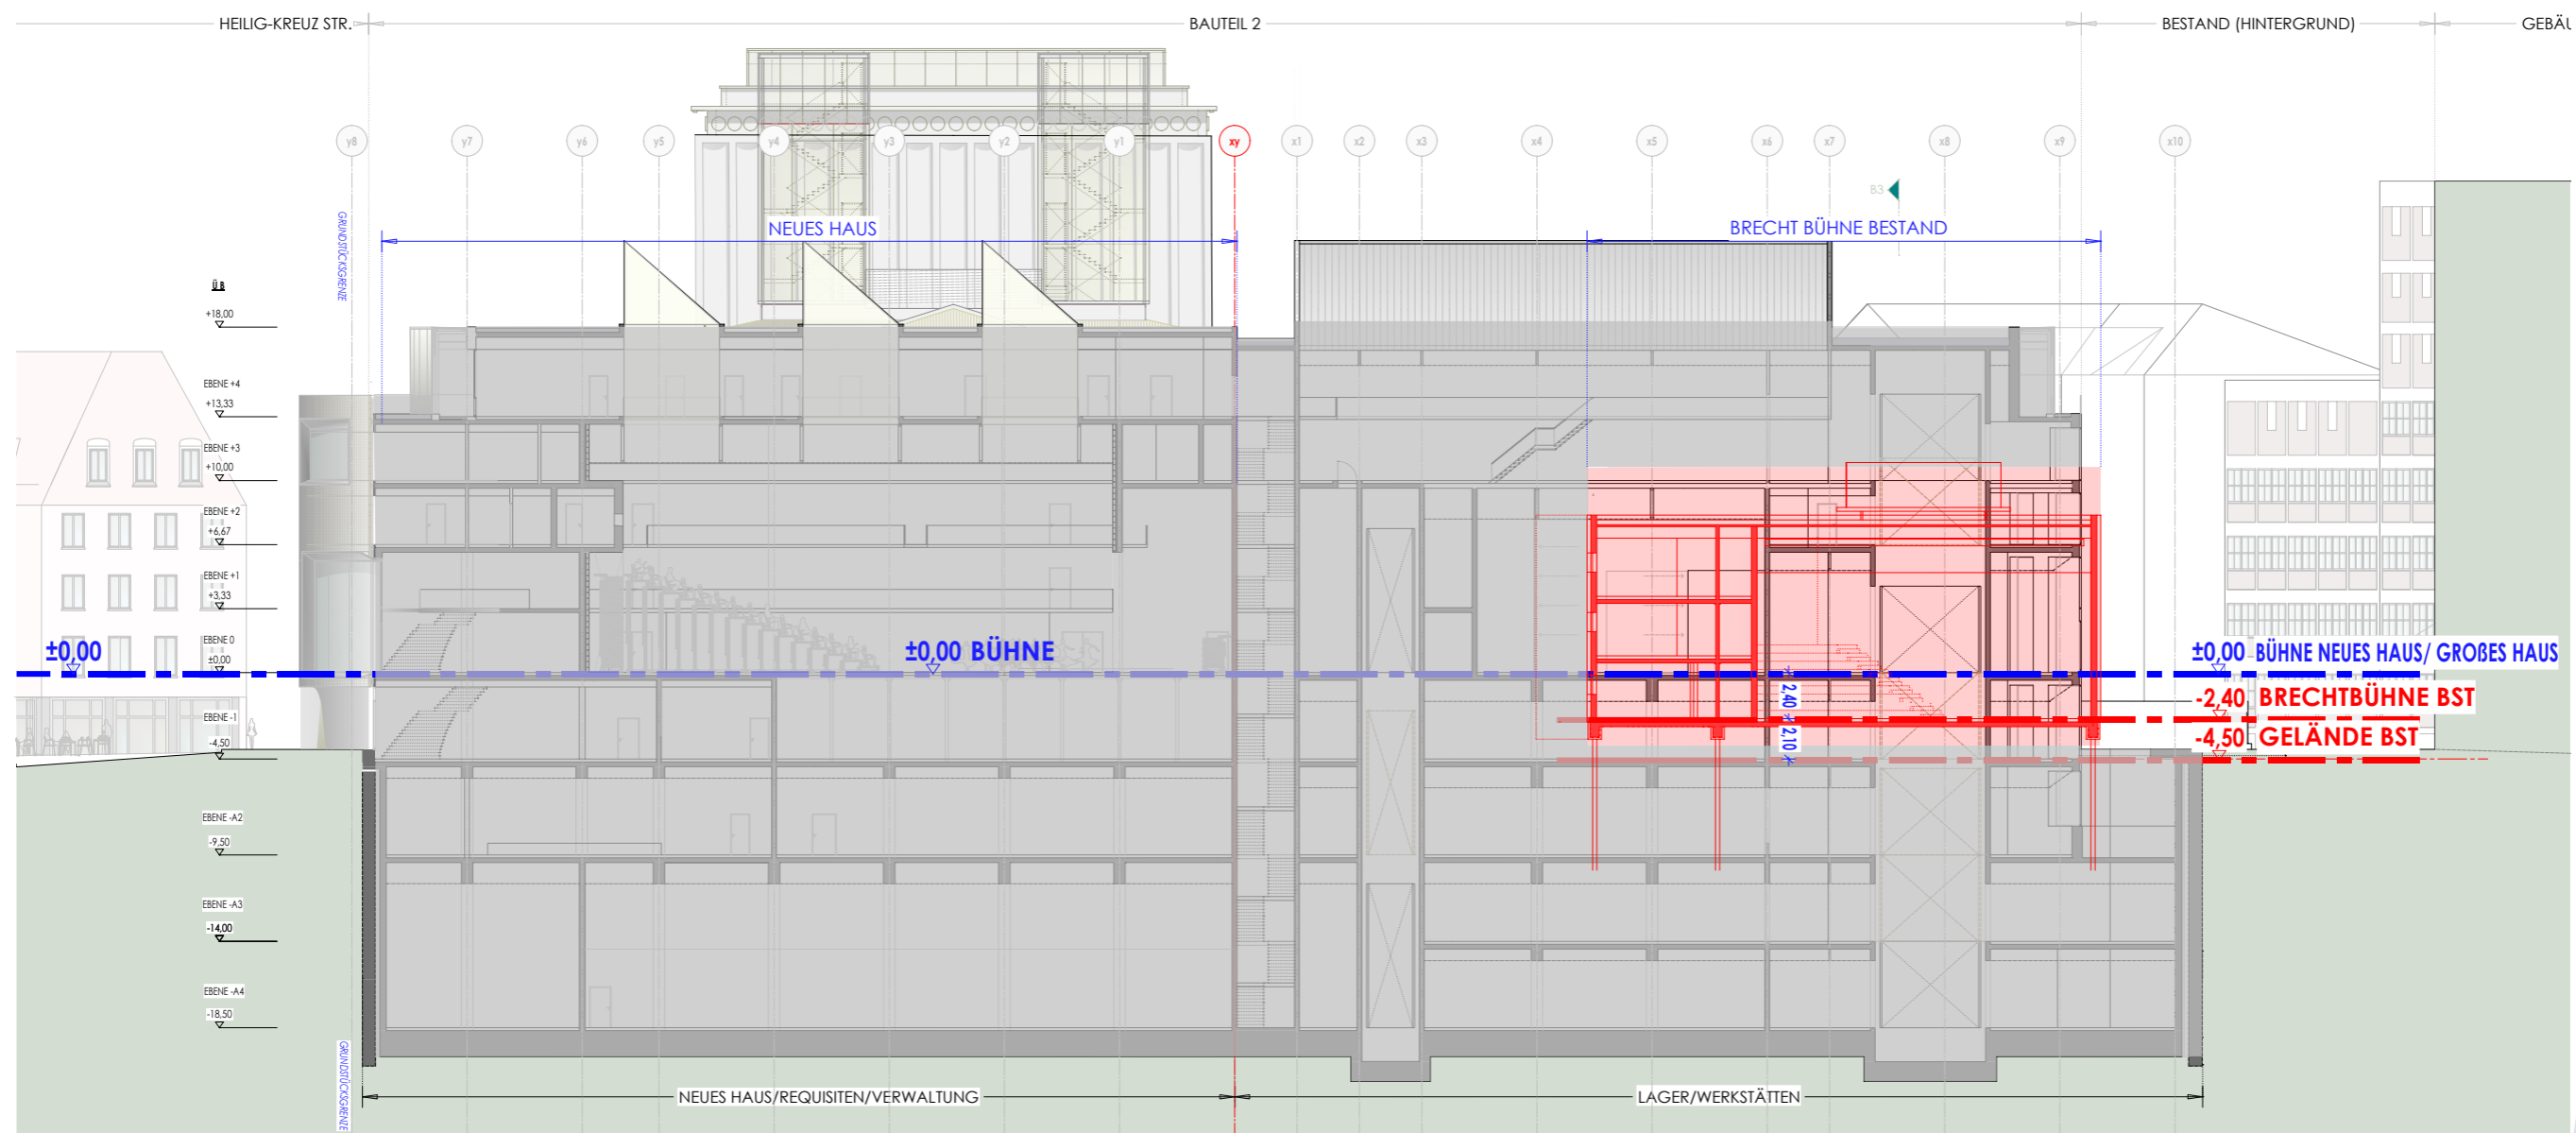 HEILIG-KREUZ STR.
BAUTEIL 2
BESTAND (HINTERGRUND)
GEBÄU
y8
y7
y6
y5
y4
y3
y2
y1
xy
x1
x2
x3
x4
x5
x6
x7
x8
x9
x10
B3
GRUNDSTÜCKSGRENZE
NEUES HAUS
BRECHT BÜHNE BESTAND
Ü.B
+18,00
EBENE +4
+13,33
EBENE +3
+10,00
EBENE +2
+6,67
EBENE +1
+3,33
EBENE 0
±0,00
±0,00
±0,00 BÜHNE
±0,00 BÜHNE NEUES HAUS/ GROßES HAUS
2,40
-2,40 BRECHTBÜHNE BST
EBENE -1
-4,50
2,10
-4,50 GELÄNDE BST
EBENE -A2
-9,50
EBENE -A3
-14,00
EBENE -A4
-18,50
GRUNDSTÜCKSGRENZE
NEUES HAUS/REQUISITEN/VERWALTUNG
LAGER/WERKSTÄTTEN